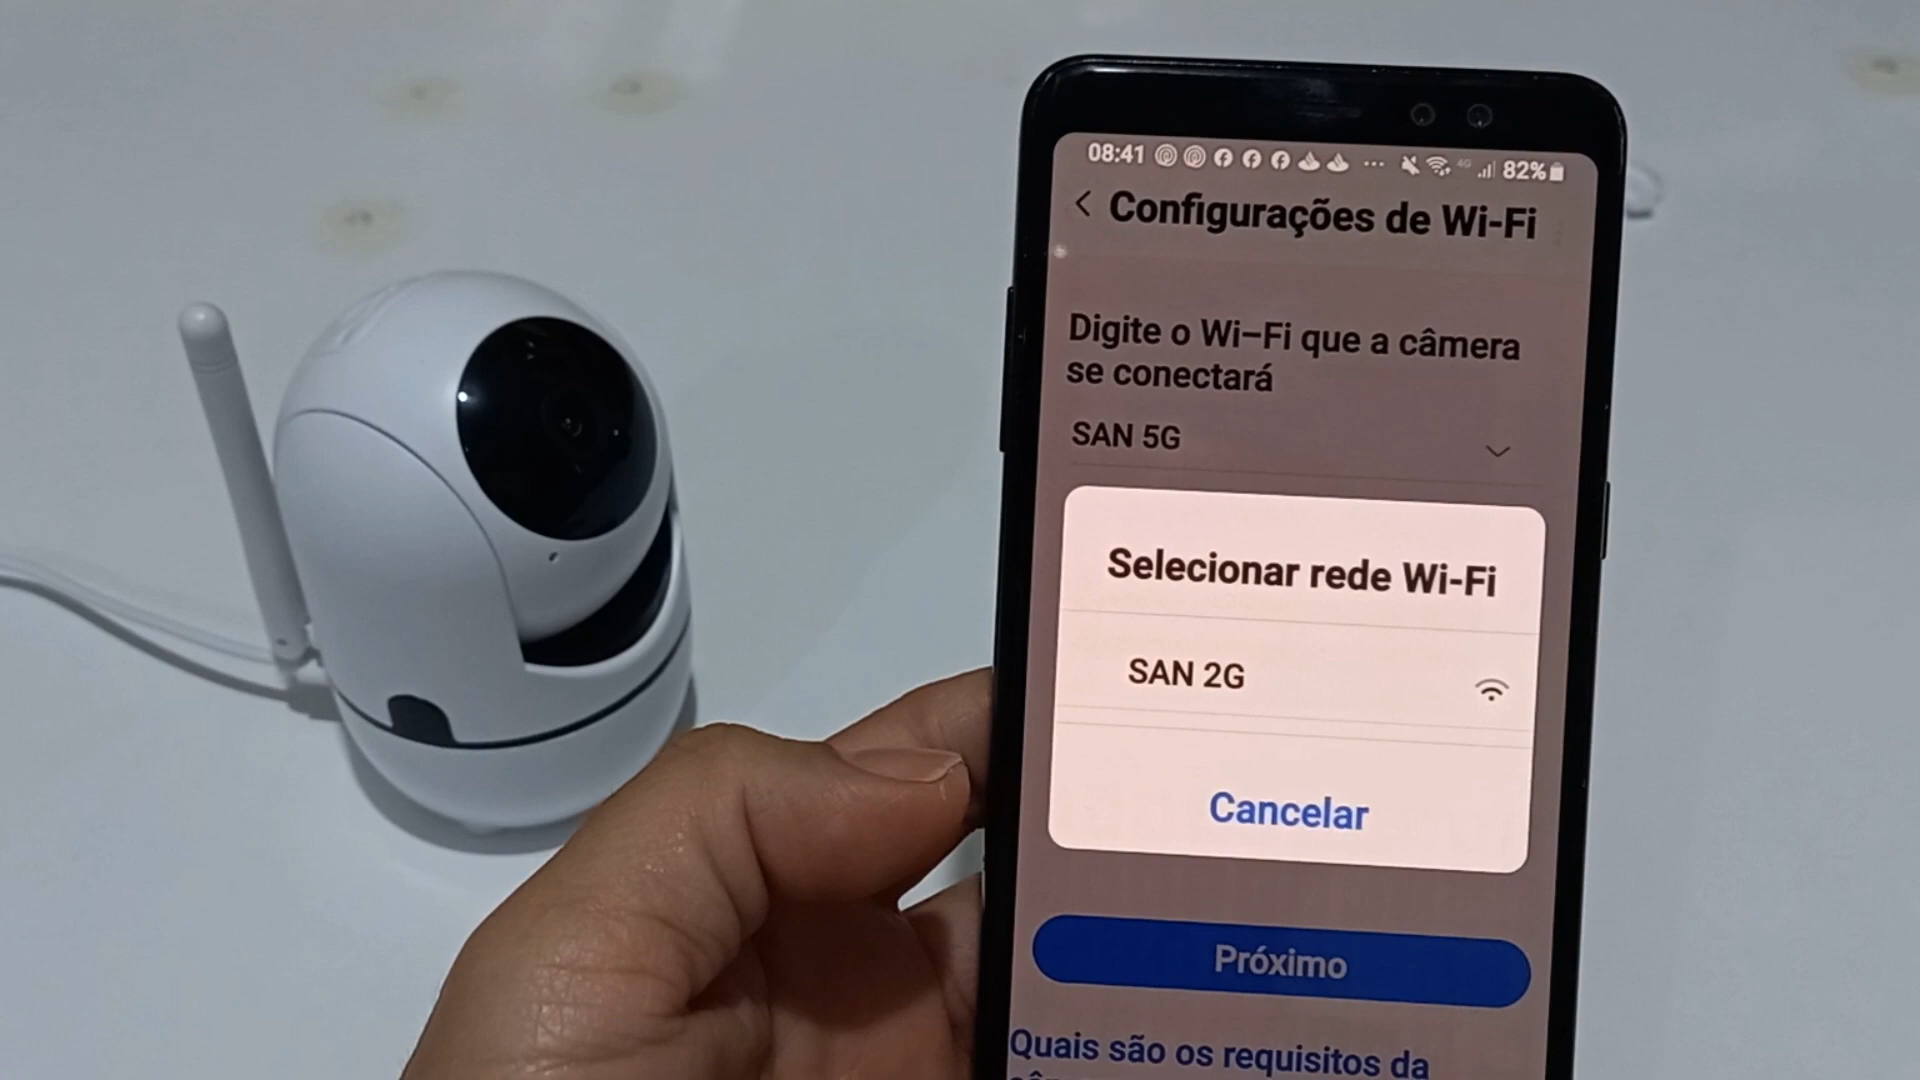 08:41 4G 82%
Configurações de Wi-Fi
Digite o Wi-Fi que a câmera
se conectará
SAN 5G
Selecionar rede Wi-Fi
SAN 2G
Cancelar
Próximo
Quais são os requisitos da